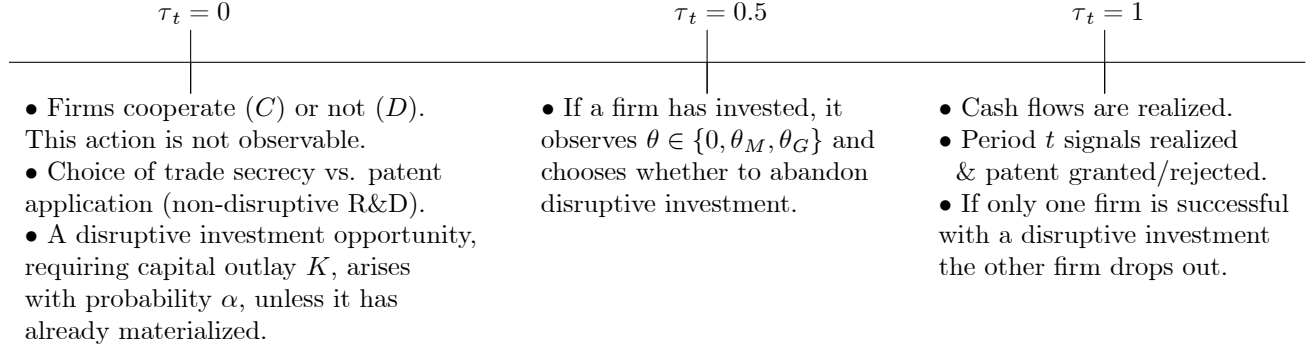 τ_t = 0
τ_t = 0.5
τ_t = 1
• Firms cooperate (C) or not (D).
This action is not observable.
• Choice of trade secrecy vs. patent
application (non-disruptive R&D).
• A disruptive investment opportunity,
requiring capital outlay K, arises
with probability α, unless it has
already materialized.
• If a firm has invested, it
observes θ ∈ {0, θ_M, θ_G} and
chooses whether to abandon
disruptive investment.
• Cash flows are realized.
• Period t signals realized
& patent granted/rejected.
• If only one firm is successful
with a disruptive investment
the other firm drops out.